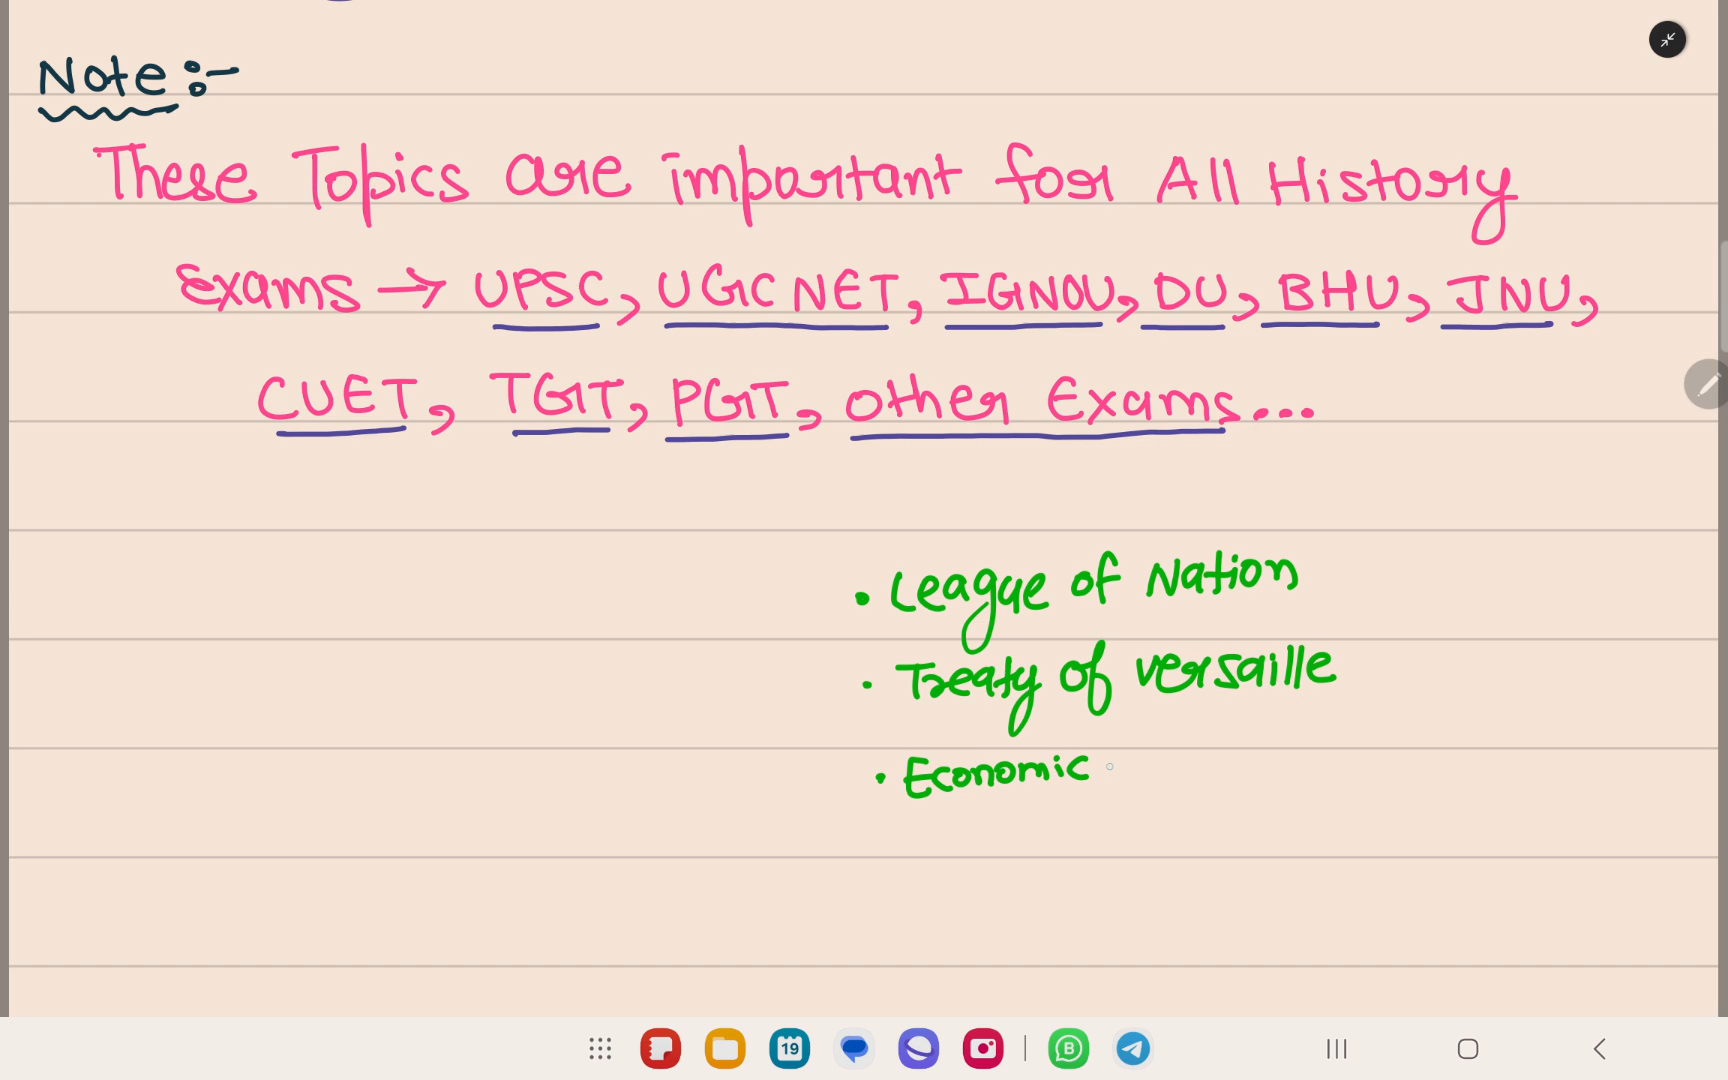 Note :-
These Topics are important for All History
Exams → UPSC, UGC NET, IGNOU, DU, BHU, JNU,
CUET, TGT, PGT, other Exams...
• League of Nation
• Treaty of versaille
• Economic
19
B